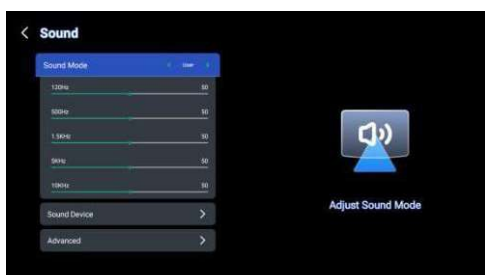 Sound
Sound Mode User
120Hz 50
500Hz 50
1.5KHz 50
5KHz 50
10KHz 50
Sound Device
Advanced
Adjust Sound Mode